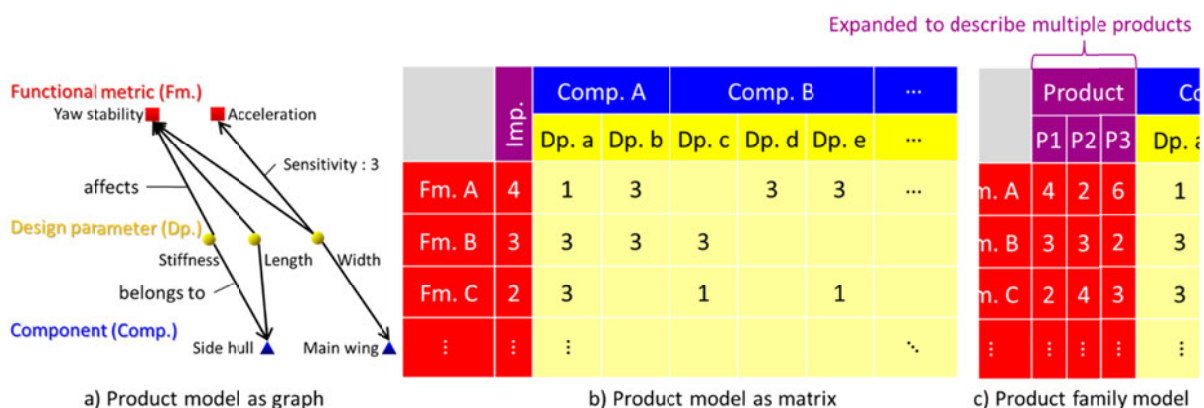 Expanded to describe multiple products
Functional metric (Fm.)
Yaw stability
Acceleration
Sensitivity : 3
affects
Design parameter (Dp.)
Stiffness
Length
Width
belongs to
Component (Comp.)
Side hull
Main wing
a) Product model as graph
Imp. Comp. A Comp. B ...
Dp. a Dp. b Dp. c Dp. d Dp. e ...
Fm. A 4 1 3 3 3 ...
Fm. B 3 3 3 3
Fm. C 2 3 1 1
⋮ ⋮ ⋮ ⋱
b) Product model as matrix
Product Co
P1 P2 P3 Dp. a
m. A 4 2 6 1
m. B 3 3 2 3
m. C 2 4 3 3
⋮ ⋮ ⋮ ⋮ ⋮
c) Product family model